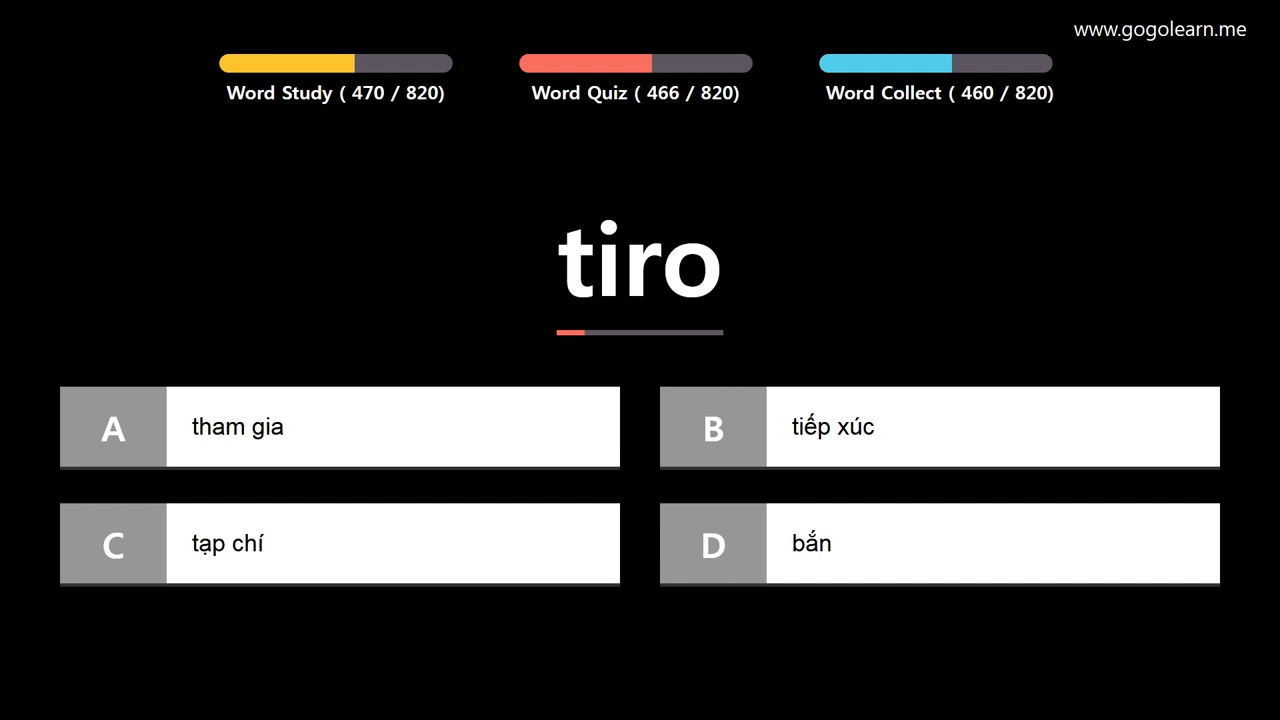 www.gogolearn.me
Word Study ( 470 / 820)
Word Quiz ( 466 / 820)
Word Collect ( 460 / 820)
tiro
A
tham gia
B
tiếp xúc
C
tạp chí
D
bắn